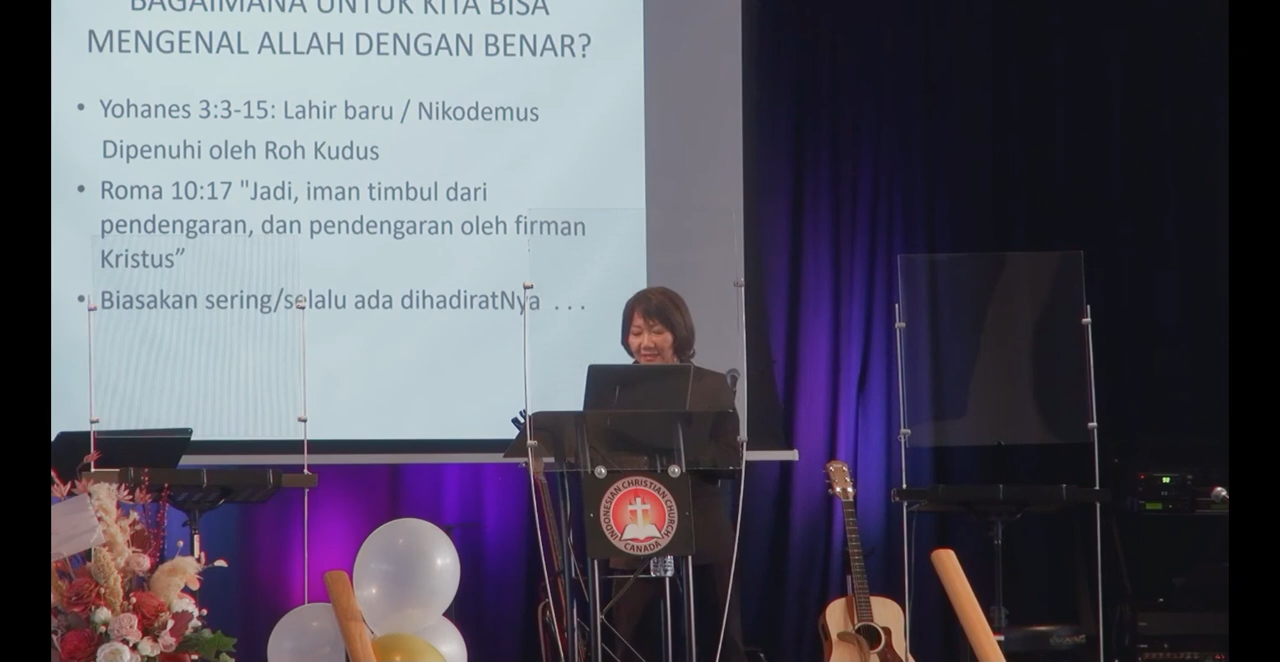 BAGAIMANA UNTUK KITA BISA
MENGENAL ALLAH DENGAN BENAR?
• Yohanes 3:3-15: Lahir baru / Nikodemus
Dipenuhi oleh Roh Kudus
• Roma 10:17 "Jadi, iman timbul dari
pendengaran, dan pendengaran oleh firman
Kristus”
• Biasakan sering/selalu ada dihadiratNya . . .
INDONESIAN CHRISTIAN CHURCH
CANADA